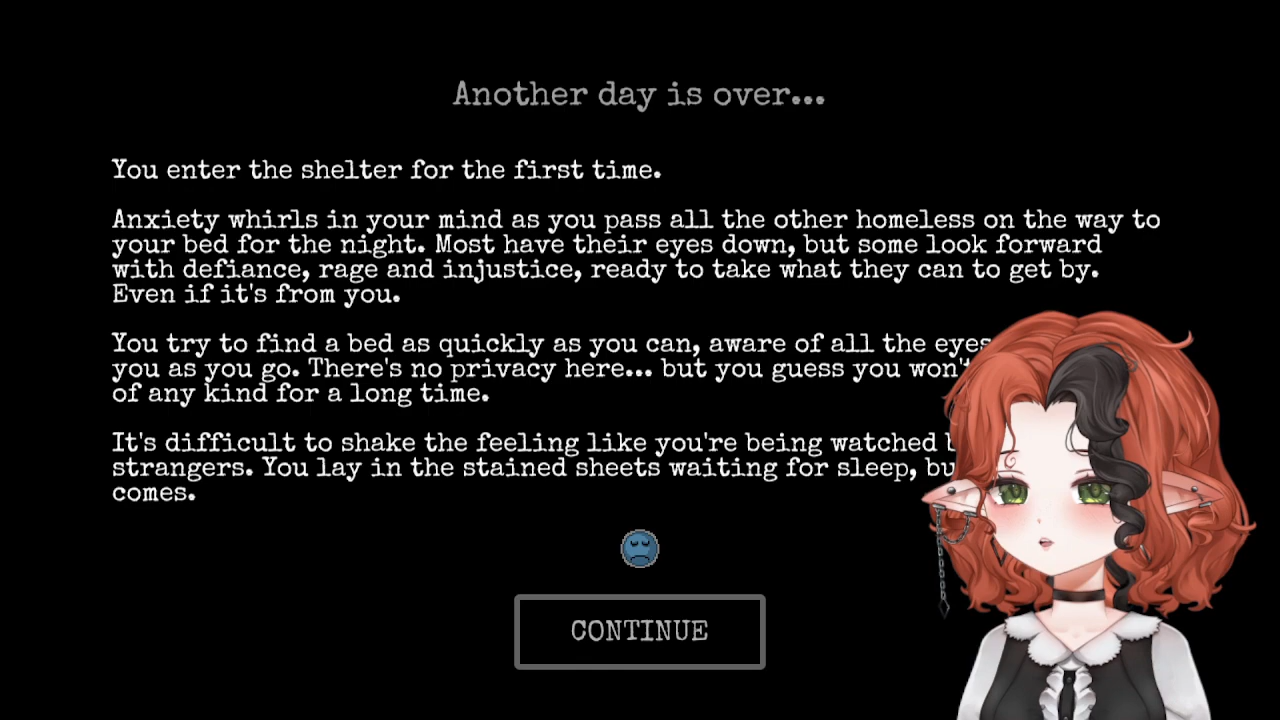 Another day is over...
You enter the shelter for the first time.
Anxiety whirls in your mind as you pass all the other homeless on the way to
your bed for the night. Most have their eyes down, but some look forward
with defiance, rage and injustice, ready to take what they can to get by.
Even if it's from you.
You try to find a bed as quickly as you can, aware of all the eyes
you as you go. There's no privacy here... but you guess you won't
of any kind for a long time.
It's difficult to shake the feeling like you're being watched
strangers. You lay in the stained sheets waiting for sleep,
comes.
CONTINUE